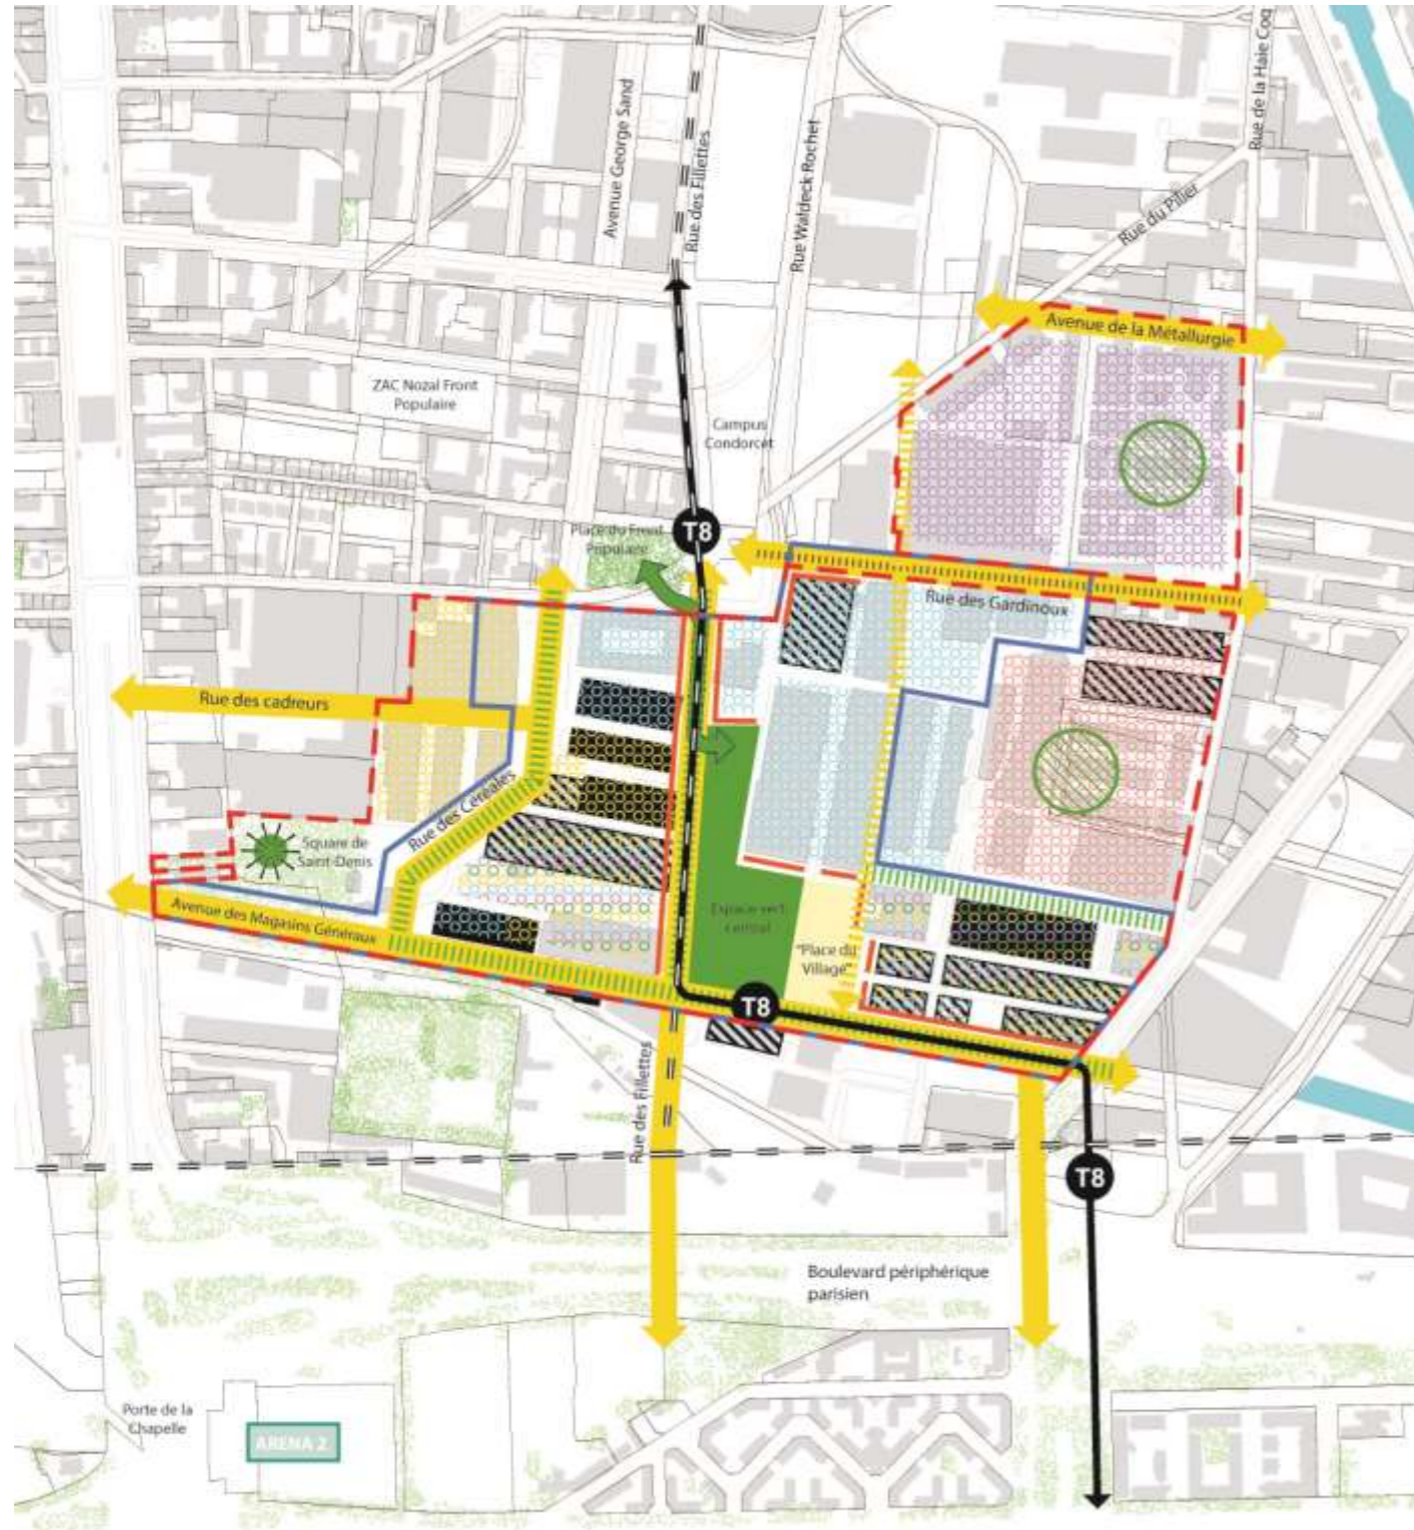 Avenue George Sand
Rue des Fillettes
Rue Waldeck Rochet
Rue de la Haie Coq
Rue du Pilier
Avenue de la Métallurgie
ZAC Nozal Front
Populaire
Campus
Condorcet
Place du Front
Populaire
T8
Rue des Gardinoux
Rue des cadreurs
Rue des Céréales
Square de
Saint-Denis
Avenue des Magasins Généraux
Espace vert
central
"Place du
Village"
T8
Rue des Fillettes
T8
Boulevard périphérique
parisien
Porte de la
Chapelle
ARENA 2